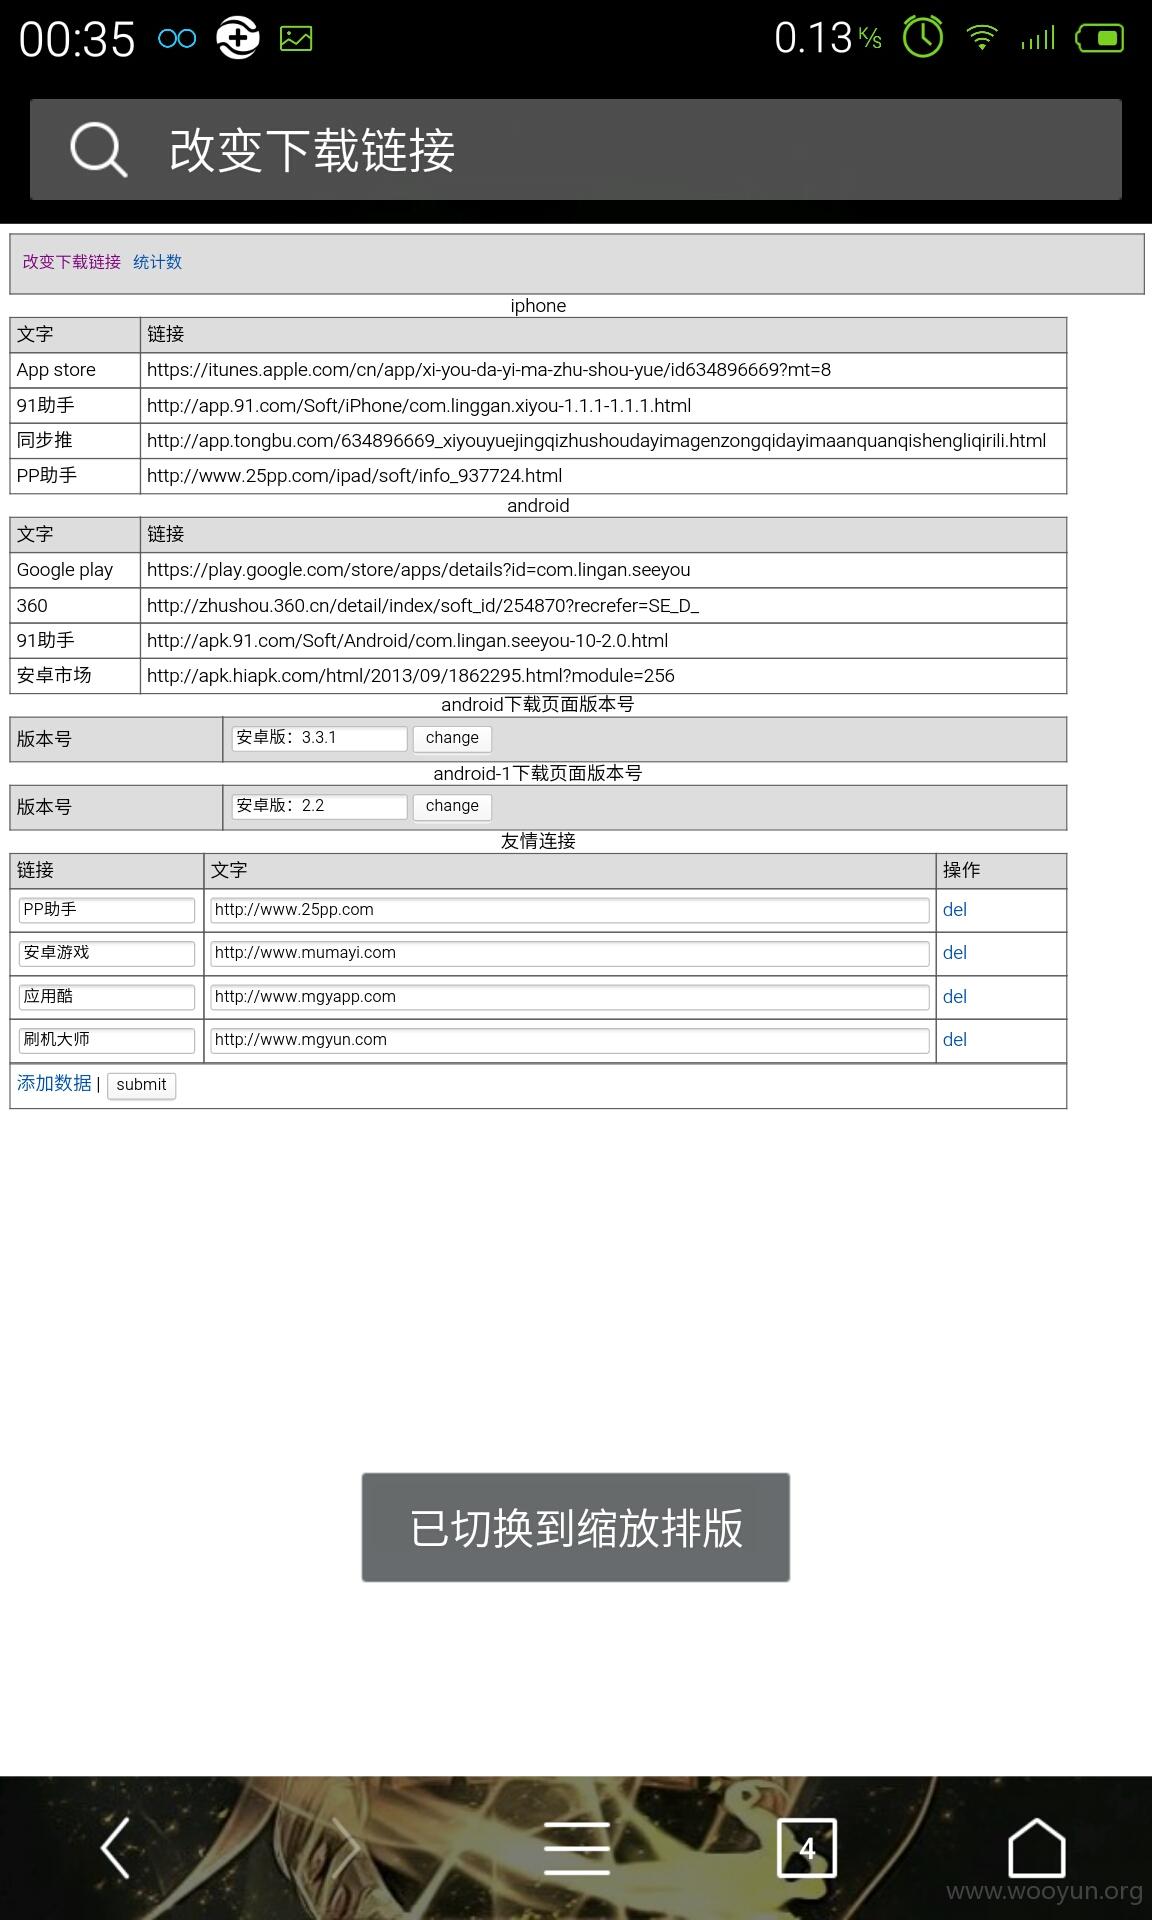 00:35 0.13 K/s
改变下载链接
改变下载链接 统计数
iphone
文字 链接
App store https://itunes.apple.com/cn/app/xi-you-da-yi-ma-zhu-shou-yue/id634896669?mt=8
91助手 http://app.91.com/Soft/iPhone/com.linggan.xiyou-1.1.1-1.1.1.html
同步推 http://app.tongbu.com/634896669_xiyouyuejingqizhushoudayimagenzongqidayimaanquanqishengliqirili.html
PP助手 http://www.25pp.com/ipad/soft/info_937724.html
android
文字 链接
Google play https://play.google.com/store/apps/details?id=com.lingan.seeyou
360 http://zhushou.360.cn/detail/index/soft_id/254870?recrefer=SE_D_
91助手 http://apk.91.com/Soft/Android/com.lingan.seeyou-10-2.0.html
安卓市场 http://apk.hiapk.com/html/2013/09/1862295.html?module=256
android下载页面版本号
版本号 安卓版：3.3.1 change
android-1下载页面版本号
版本号 安卓版：2.2 change
友情连接
链接 文字 操作
PP助手 http://www.25pp.com del
安卓游戏 http://www.mumayi.com del
应用酷 http://www.mgyapp.com del
刷机大师 http://www.mgyun.com del
添加数据 | submit
已切换到缩放排版
4
www.wooyun.org